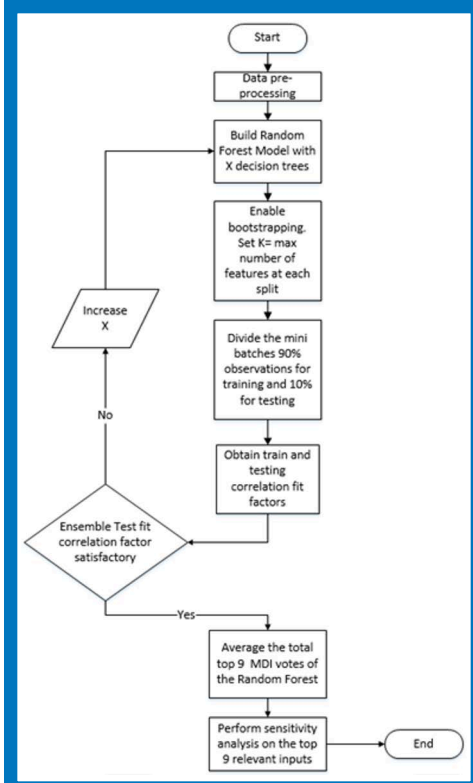 Start
Data pre-
processing
Build Random
Forest Model with
X decision trees
Enable
bootstrapping.
Set K= max
number of
features at each
split
Increase
X
Divide the mini
batches 90%
observations for
training and 10%
for testing
No
Obtain train and
testing
correlation fit
factors
Ensemble Test fit
correlation factor
satisfactory
Yes
Average the total
top 9 MDI votes of
the Random Forest
Perform sensitivity
analysis on the top
9 relevant inputs
End